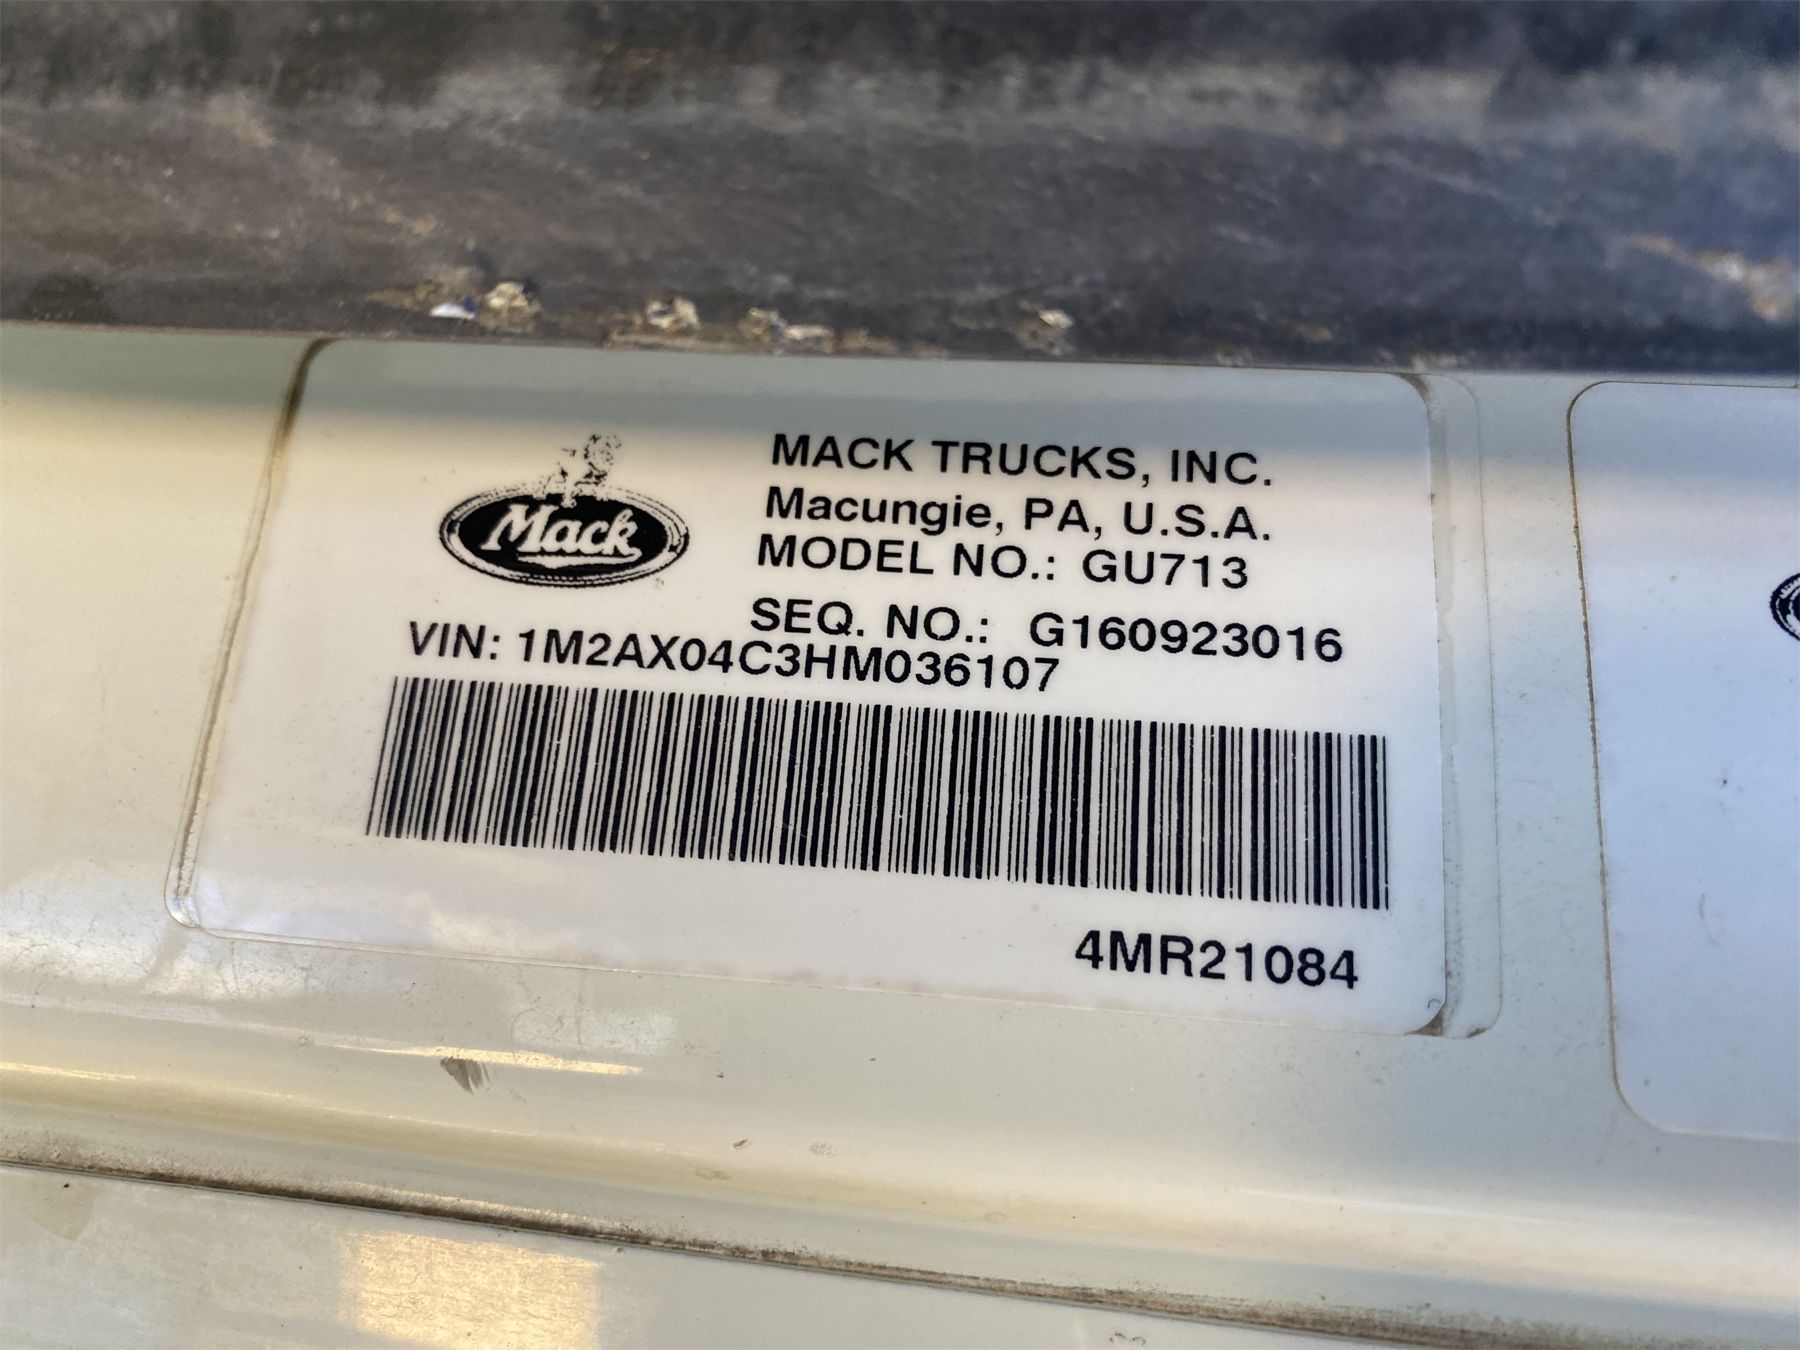 Mack
MACK TRUCKS, INC.
Macungie, PA, U.S.A.
MODEL NO.: GU713
SEQ. NO.: G160923016
VIN: 1M2AX04C3HM036107
4MR21084